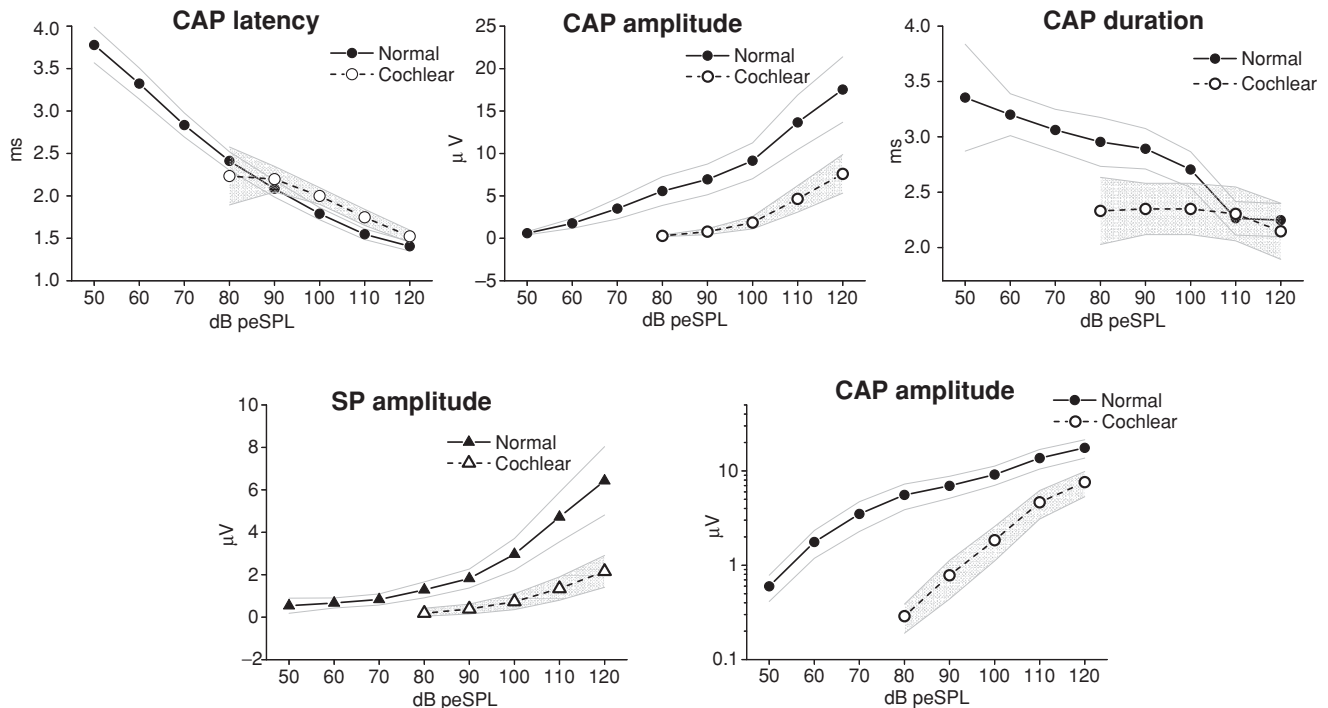 CAP latency
Normal
Cochlear
4.0
3.5
3.0
2.5
2.0
1.5
1.0
ms
50 60 70 80 90 100 110 120
dB peSPL
CAP amplitude
Normal
Cochlear
25
20
15
10
5
0
−5
μ V
50 60 70 80 90 100 110 120
dB peSPL
CAP duration
Normal
Cochlear
4.0
3.5
3.0
2.5
2.0
ms
50 60 70 80 90 100 110 120
dB peSPL
SP amplitude
Normal
Cochlear
10
8
6
4
2
0
−2
μV
50 60 70 80 90 100 110 120
dB peSPL
CAP amplitude
Normal
Cochlear
10
1
0.1
μV
50 60 70 80 90 100 110 120
dB peSPL